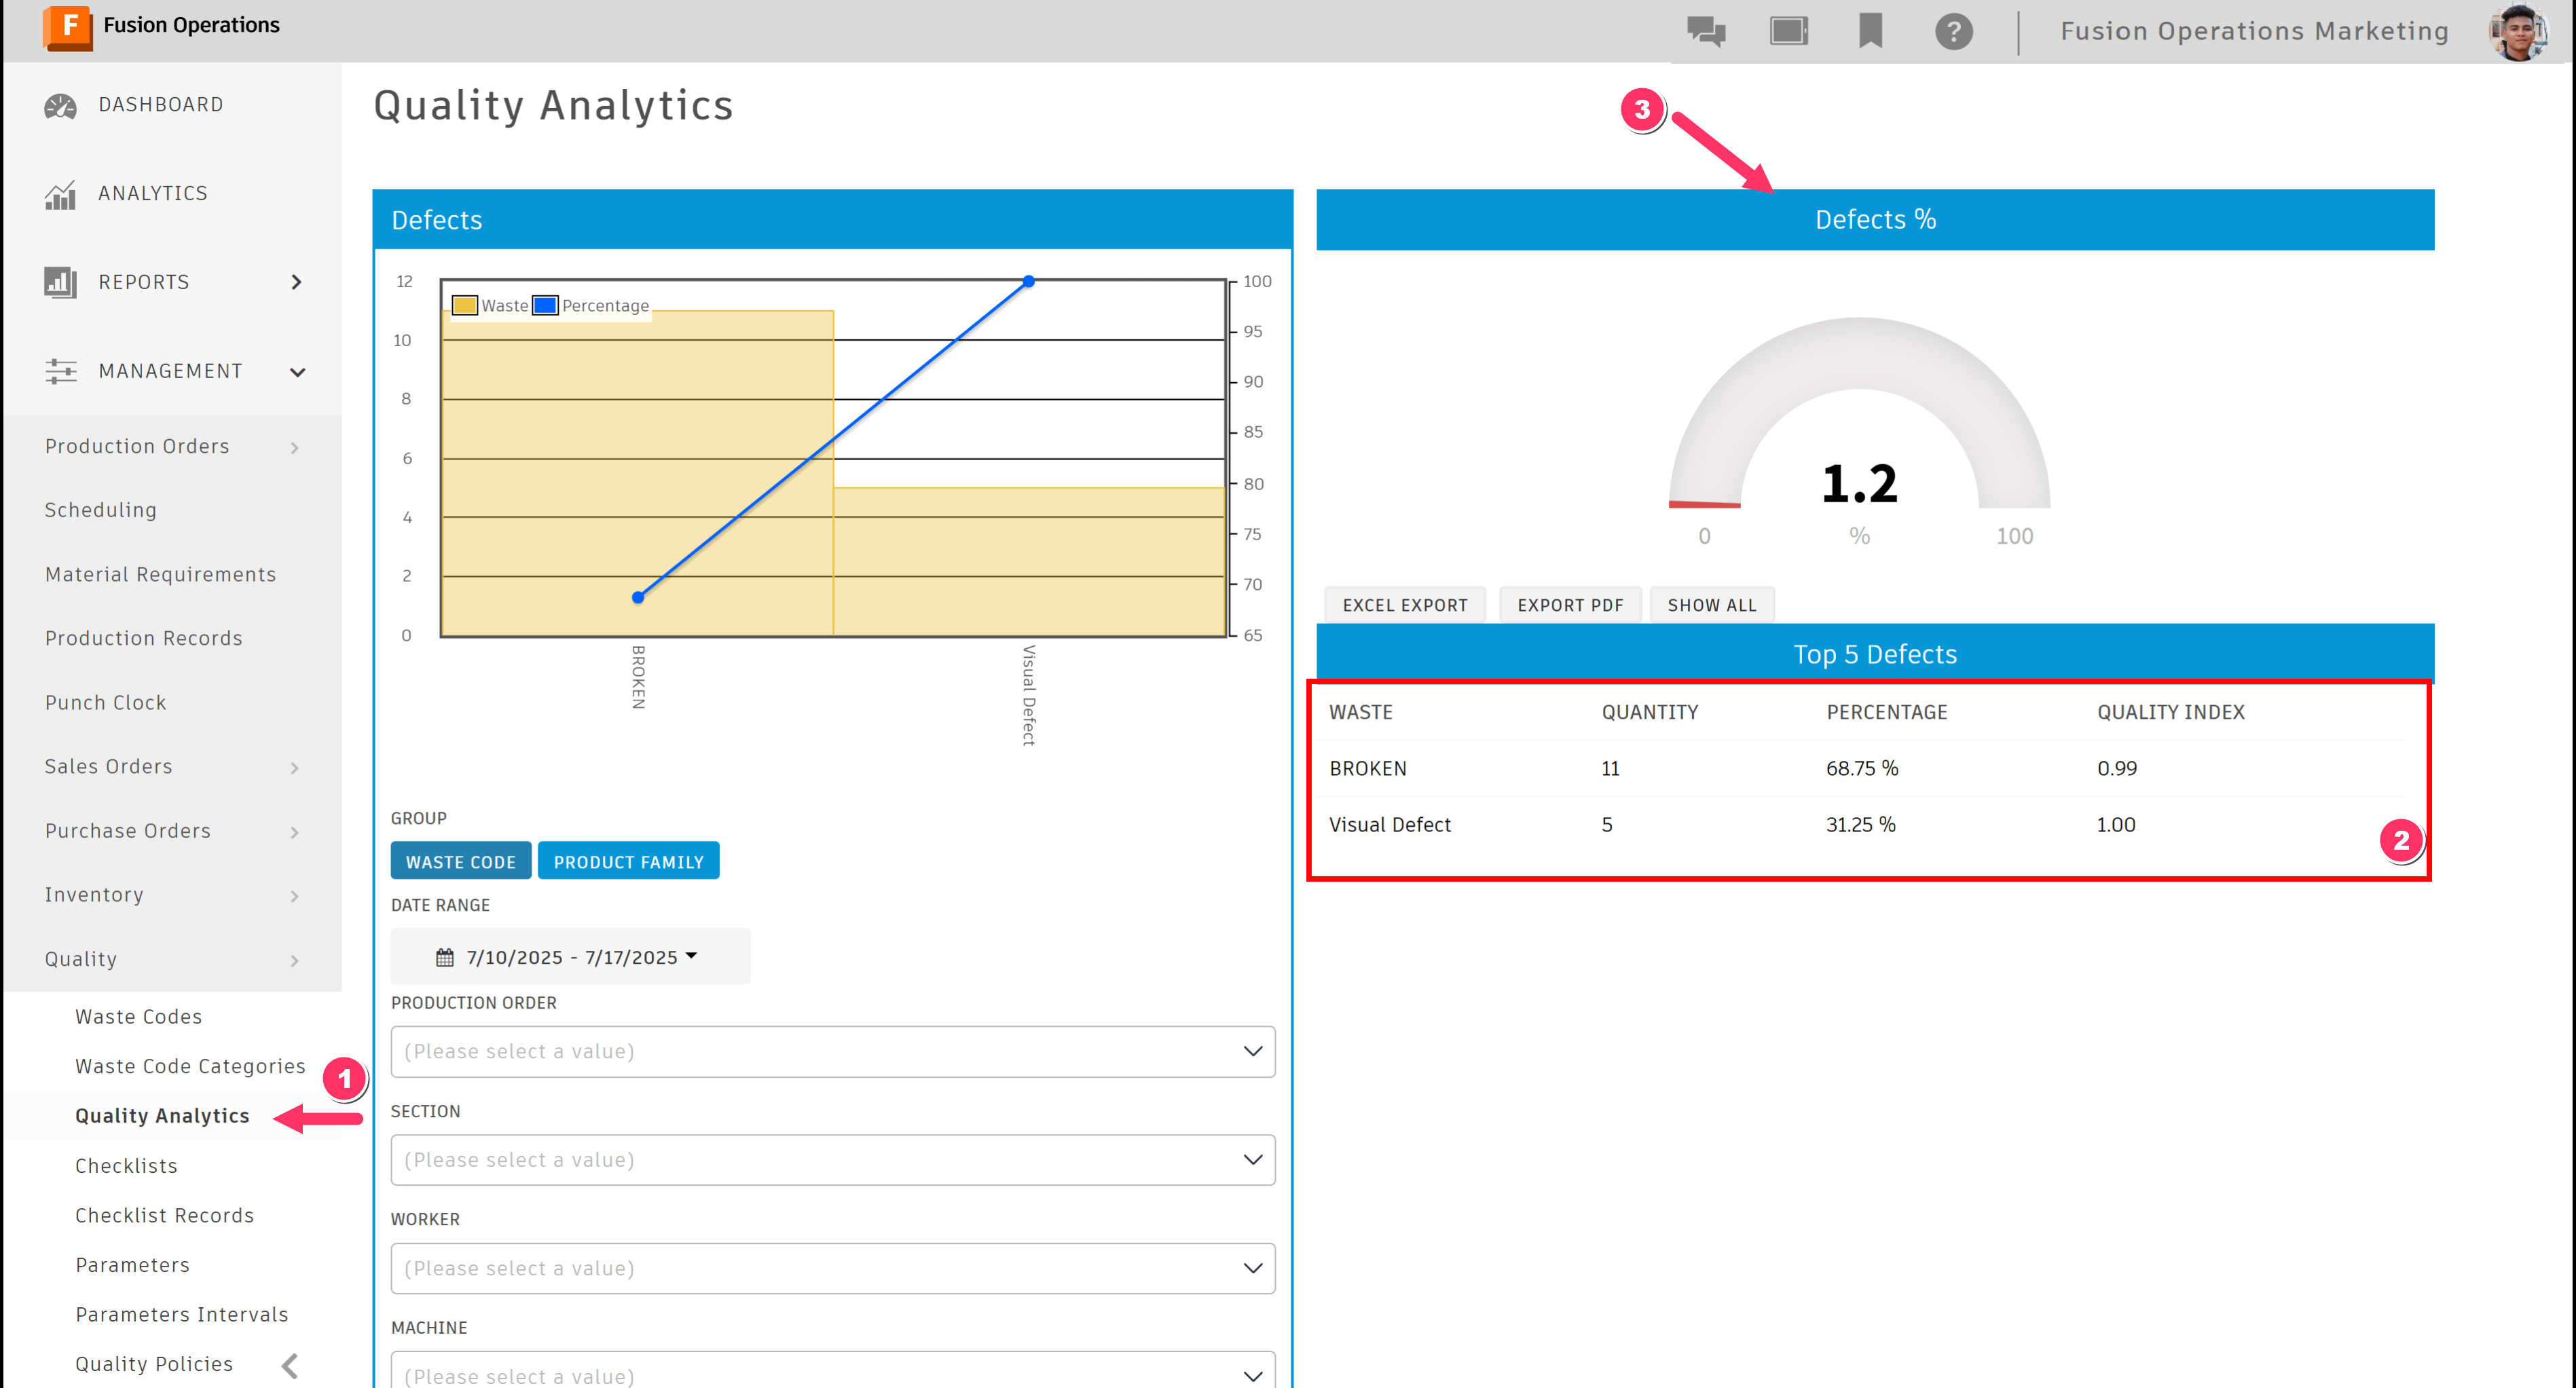 F Fusion Operations
? Fusion Operations Marketing
DASHBOARD
ANALYTICS
REPORTS
MANAGEMENT
Production Orders
Scheduling
Material Requirements
Production Records
Punch Clock
Sales Orders
Purchase Orders
Inventory
Quality
Waste Codes
Waste Code Categories
1
Quality Analytics
Checklists
Checklist Records
Parameters
Parameters Intervals
Quality Policies
Quality Analytics
Defects
Waste Percentage
12
10
8
6
4
2
0
100
95
90
85
80
75
70
65
BROKEN
Visual Defect
GROUP
WASTE CODE PRODUCT FAMILY
DATE RANGE
7/10/2025 - 7/17/2025
PRODUCTION ORDER
(Please select a value)
SECTION
(Please select a value)
WORKER
(Please select a value)
MACHINE
(Please select a value)
3
Defects %
1.2
0 % 100
EXCEL EXPORT EXPORT PDF SHOW ALL
Top 5 Defects
WASTE QUANTITY PERCENTAGE QUALITY INDEX
BROKEN 11 68.75 % 0.99
Visual Defect 5 31.25 % 1.00
2